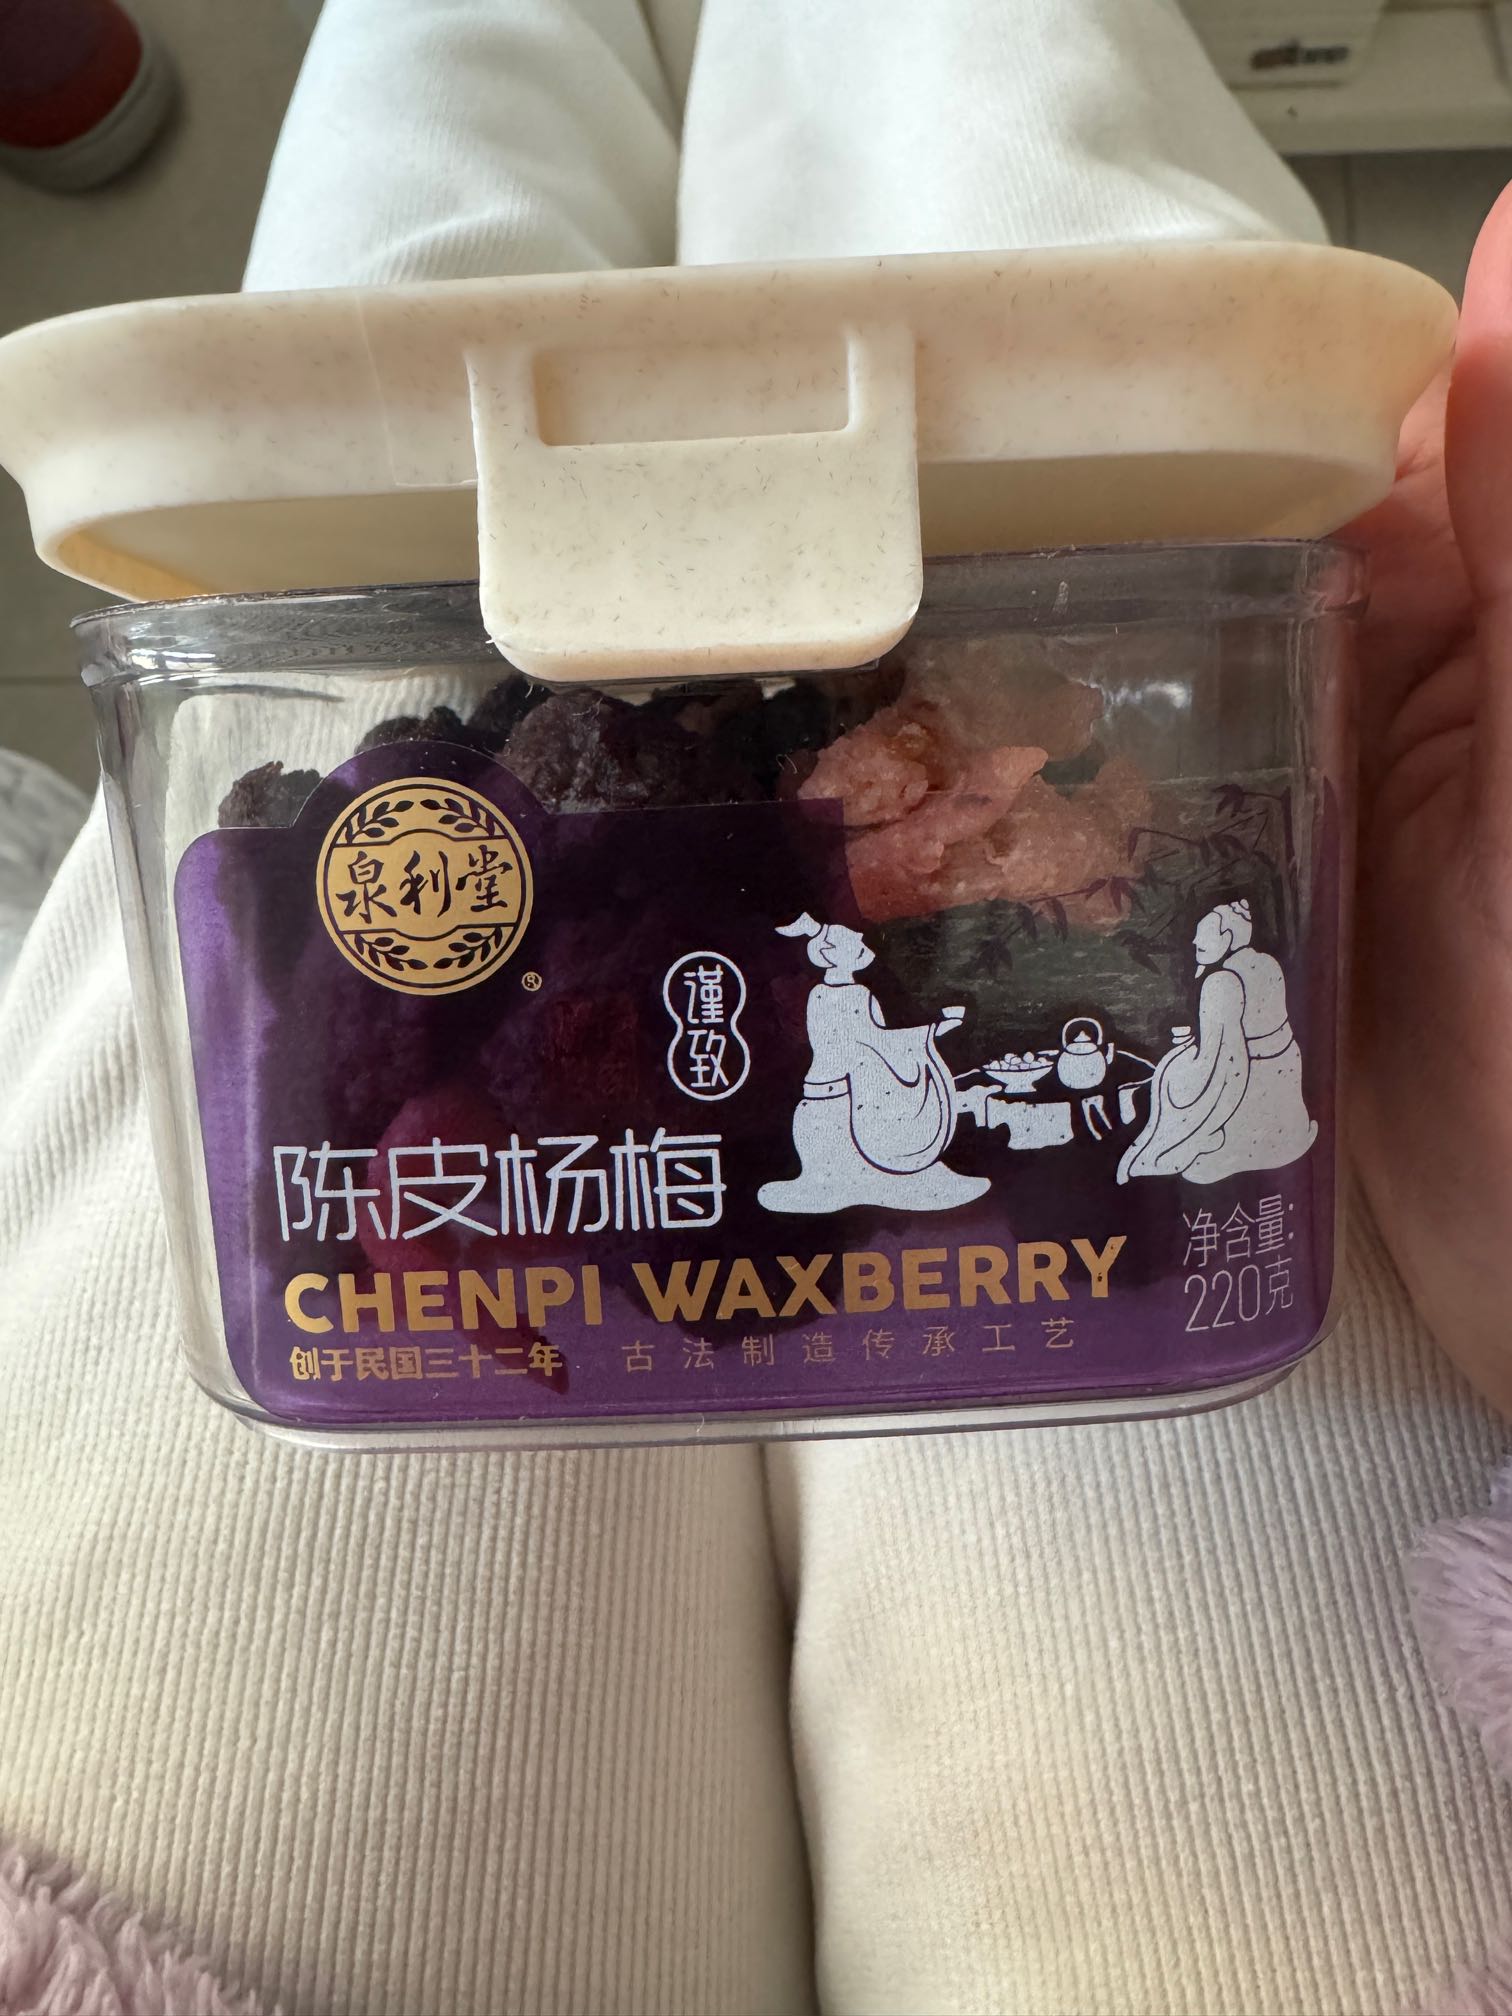 泉利堂
®
谨致
陈皮杨梅
CHENPI WAXBERRY
创于民国三十二年 古法制造传承工艺
净含量:
220克